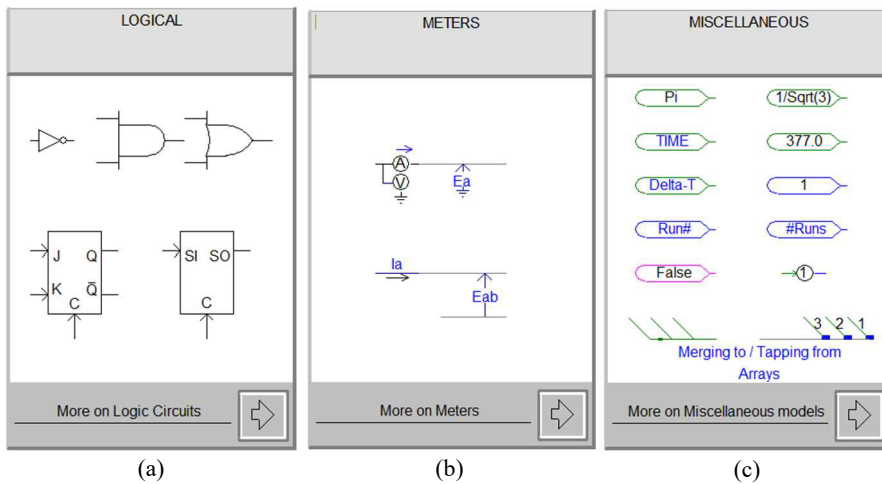 LOGICAL
J Q
K Q̅
C
SI SO
C
More on Logic Circuits
(a)
METERS
A
V
Ea
Ia
Eab
More on Meters
(b)
MISCELLANEOUS
Pi 1/Sqrt(3)
TIME 377.0
Delta-T 1
Run# #Runs
False 1
3 2 1
Merging to / Tapping from
Arrays
More on Miscellaneous models
(c)